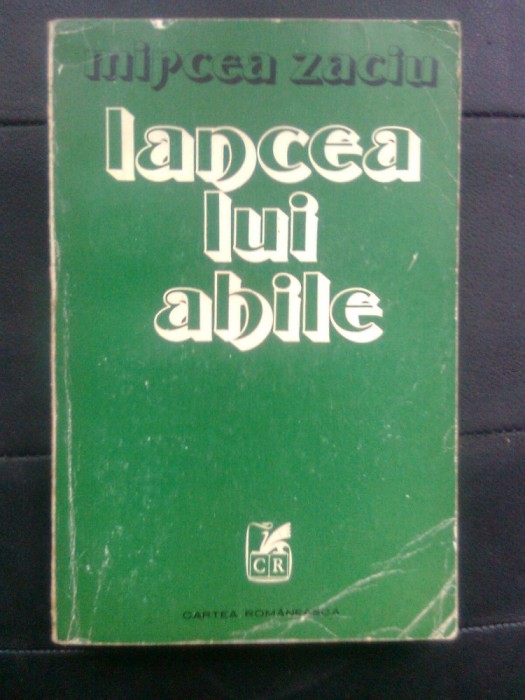 mircea zaciu
lancea
lui
ahile
CR
CARTEA ROMÂNEASCĂ